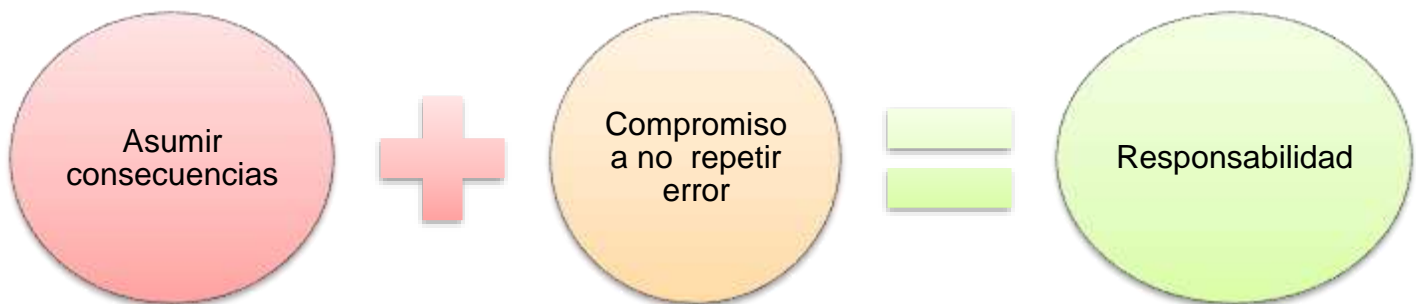 Asumir
consecuencias
Compromiso
a no repetir
error
Responsabilidad